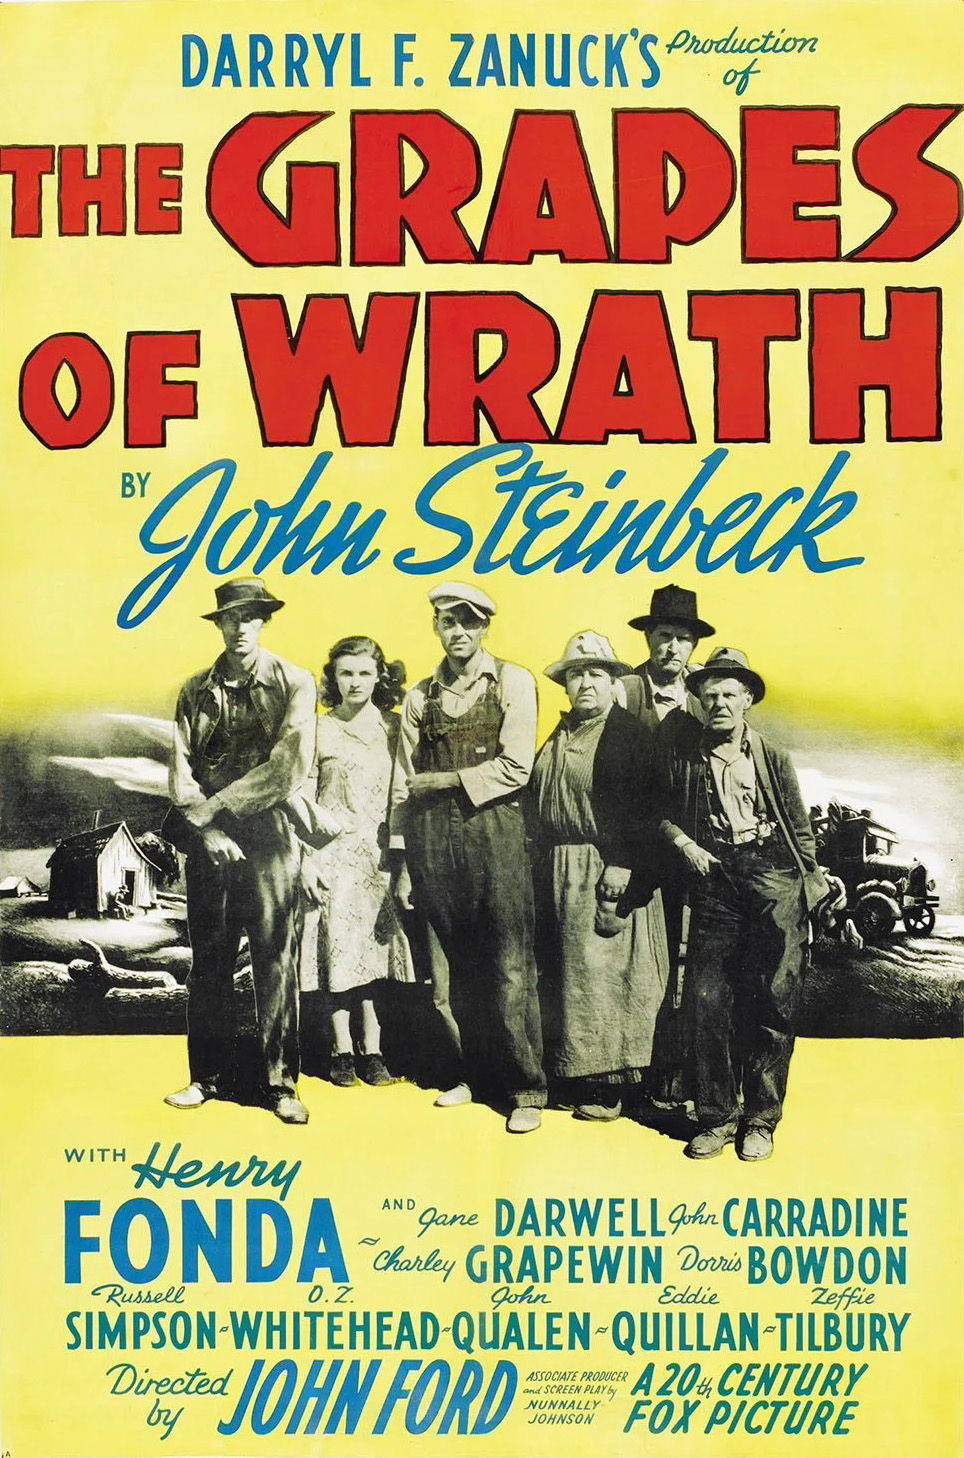 DARRYL F. ZANUCK'S Production of
THE GRAPES
OF WRATH
BY John Steinbeck
WITH Henry
FONDA
AND Jane DARWELL John CARRADINE
~Charley GRAPEWIN Dorris BOWDON
Russell O.Z. John Eddie Zeffie
SIMPSON~WHITEHEAD~QUALEN~QUILLAN~TILBURY
Directed by JOHN FORD
ASSOCIATE PRODUCER
and SCREEN PLAY by
NUNNALLY
JOHNSON
A 20th CENTURY
FOX PICTURE